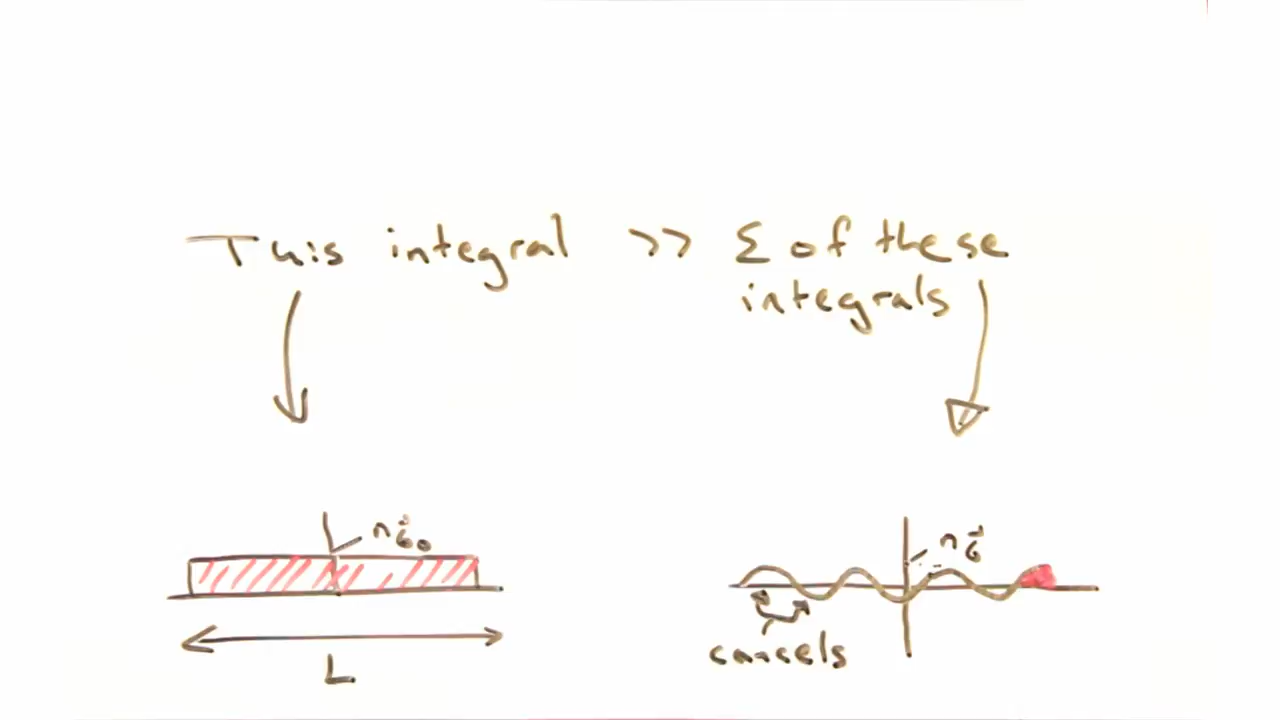 This integral >> Σ of these
integrals
L
cancels